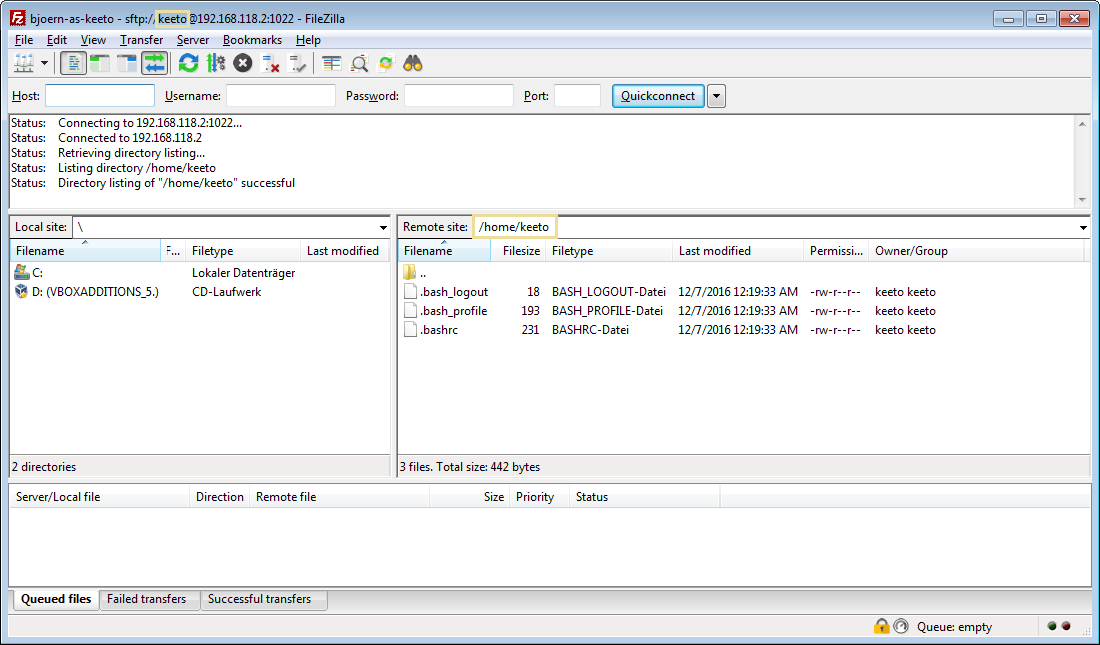 bjoern-as-keeto - sftp://keeto@192.168.118.2:1022 - FileZilla
File Edit View Transfer Server Bookmarks Help
Host: Username: Password: Port: Quickconnect
Status: Connecting to 192.168.118.2:1022...
Status: Connected to 192.168.118.2
Status: Retrieving directory listing...
Status: Listing directory /home/keeto
Status: Directory listing of "/home/keeto" successful
Local site: \
Filename F... Filetype Last modified
C: Lokaler Datenträger
D: (VBOXADDITIONS_5.) CD-Laufwerk
2 directories
Remote site: /home/keeto
Filename Filesize Filetype Last modified Permissi... Owner/Group
..
.bash_logout 18 BASH_LOGOUT-Datei 12/7/2016 12:19:33 AM -rw-r--r-- keeto keeto
.bash_profile 193 BASH_PROFILE-Datei 12/7/2016 12:19:33 AM -rw-r--r-- keeto keeto
.bashrc 231 BASHRC-Datei 12/7/2016 12:19:33 AM -rw-r--r-- keeto keeto
3 files. Total size: 442 bytes
Server/Local file Direction Remote file Size Priority Status
Queued files Failed transfers Successful transfers
Queue: empty